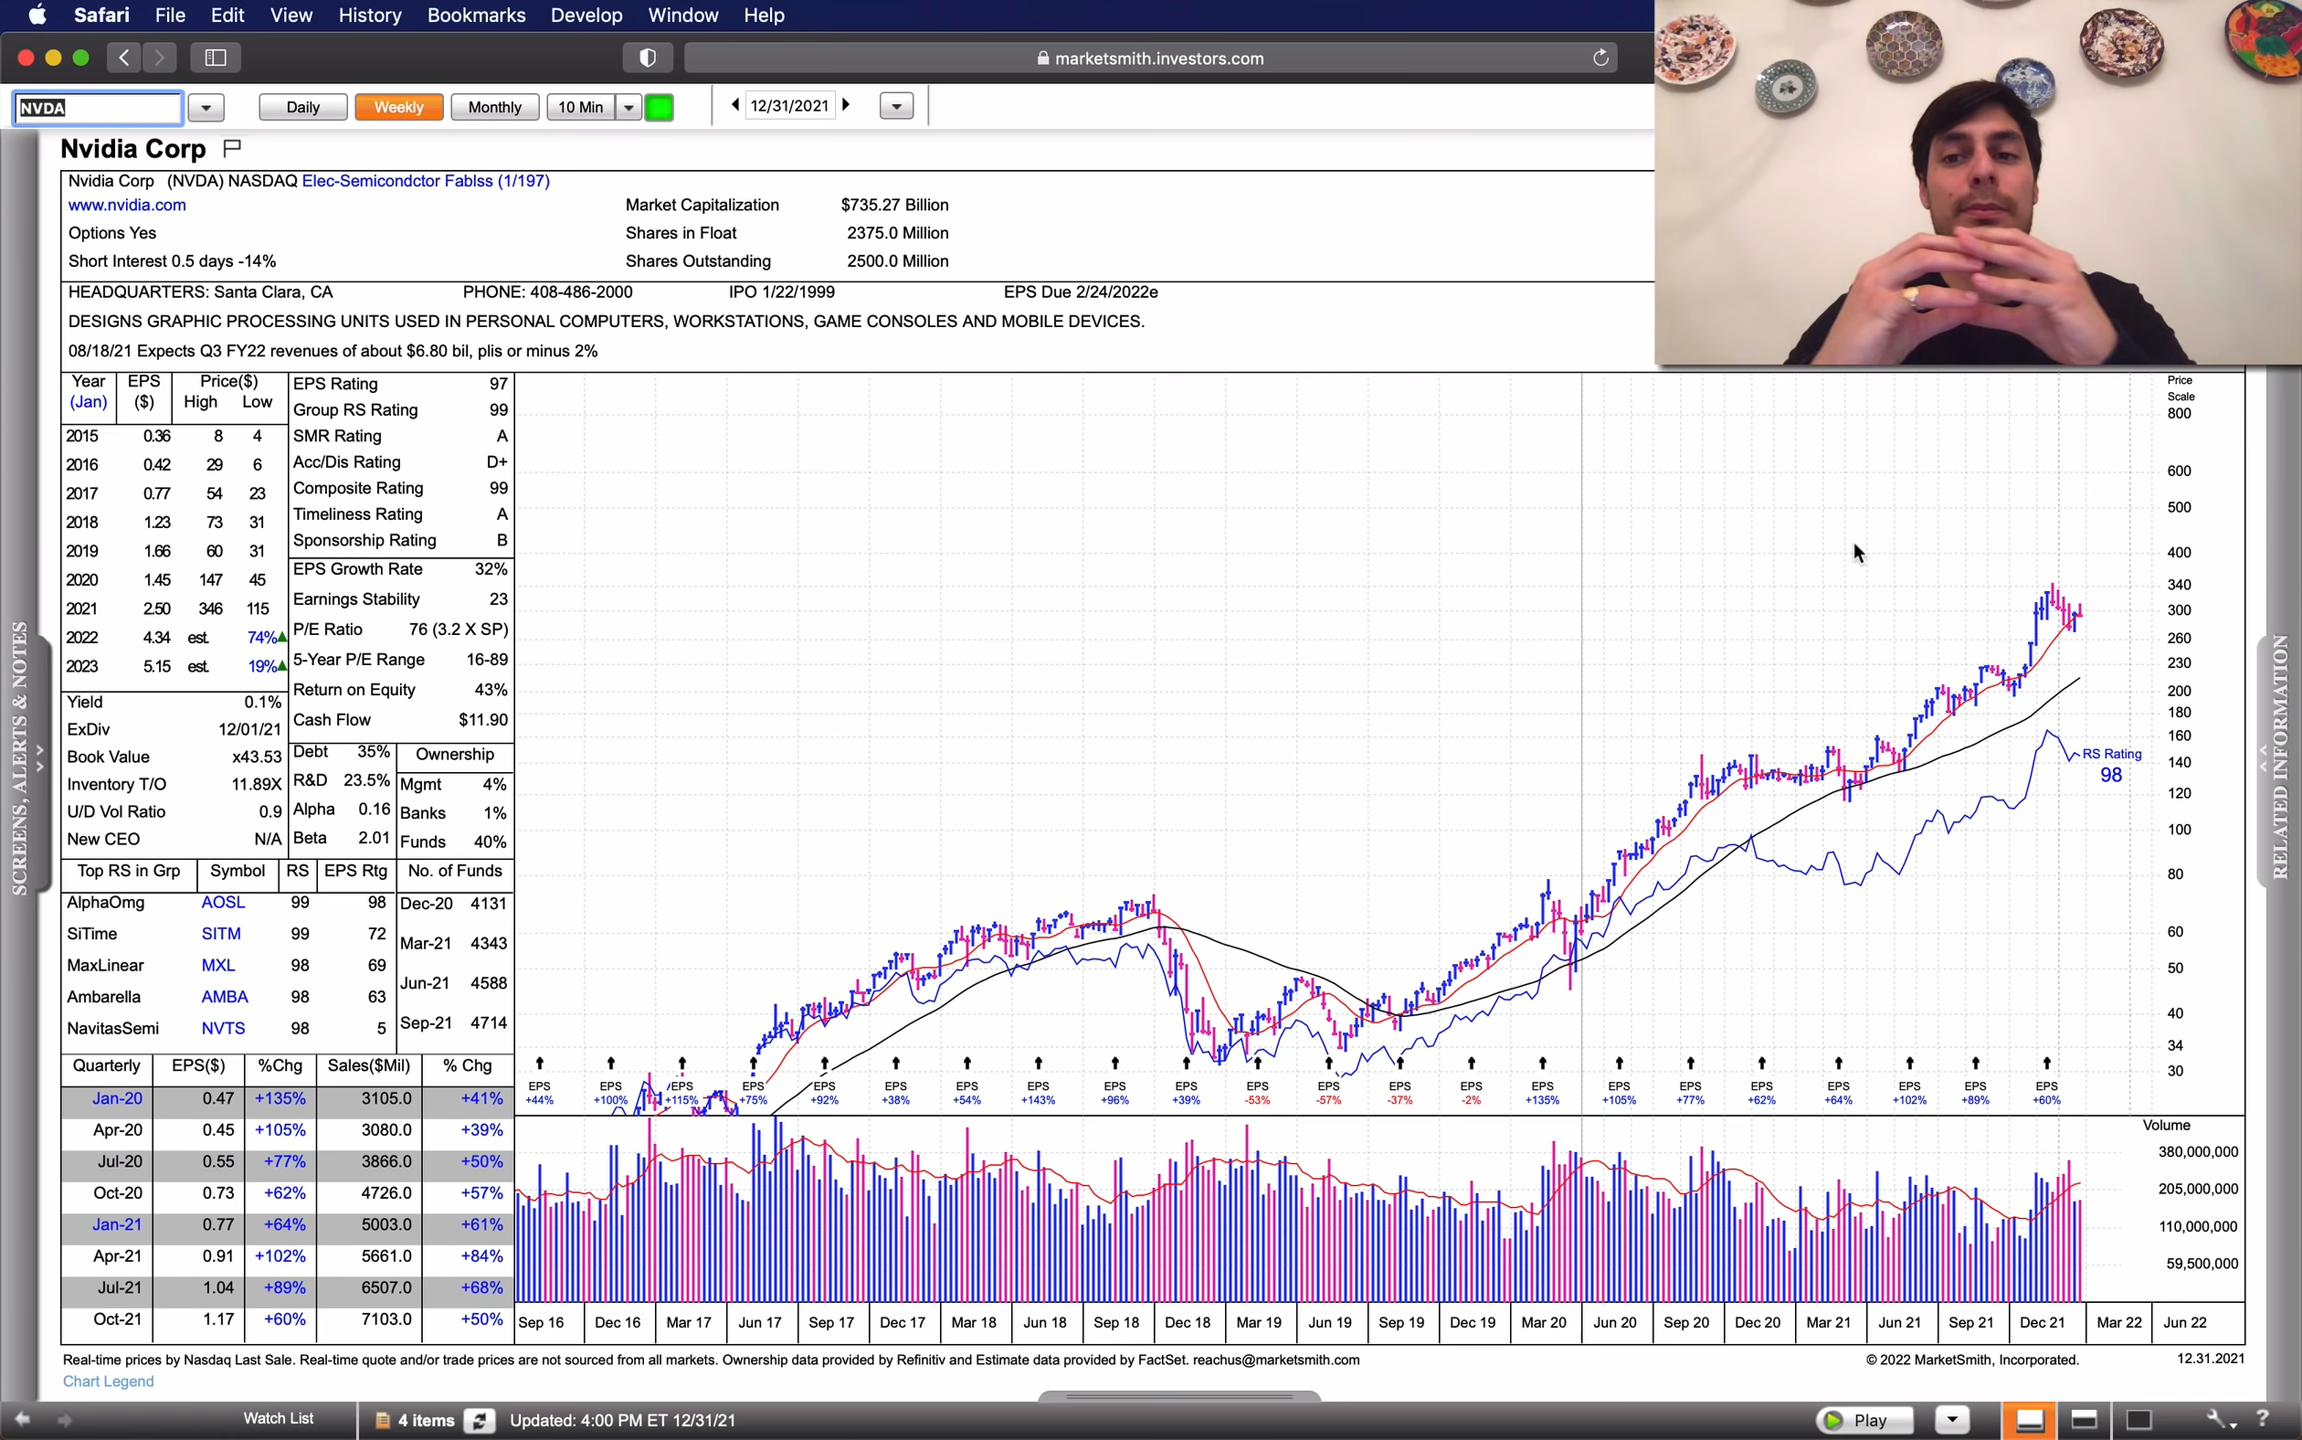 Safari File Edit View History Bookmarks Develop Window Help
marketsmith.investors.com
NVDA Daily Weekly Monthly 10 Min 12/31/2021
Nvidia Corp
Nvidia Corp (NVDA) NASDAQ Elec-Semicondctor Fablss (1/197)
www.nvidia.com Market Capitalization $735.27 Billion
Options Yes Shares in Float 2375.0 Million
Short Interest 0.5 days -14% Shares Outstanding 2500.0 Million
HEADQUARTERS: Santa Clara, CA PHONE: 408-486-2000 IPO 1/22/1999 EPS Due 2/24/2022e
DESIGNS GRAPHIC PROCESSING UNITS USED IN PERSONAL COMPUTERS, WORKSTATIONS, GAME CONSOLES AND MOBILE DEVICES.
08/18/21 Expects Q3 FY22 revenues of about $6.80 bil, plis or minus 2%
Year EPS Price($)
(Jan) ($) High Low
2015 0.36 8 4
2016 0.42 29 6
2017 0.77 54 23
2018 1.23 73 31
2019 1.66 60 31
2020 1.45 147 45
2021 2.50 346 115
2022 4.34 est. 74%
2023 5.15 est. 19%
Yield 0.1%
ExDiv 12/01/21
Book Value x43.53
Inventory T/O 11.89X
U/D Vol Ratio 0.9
New CEO N/A
EPS Rating 97
Group RS Rating 99
SMR Rating A
Acc/Dis Rating D+
Composite Rating 99
Timeliness Rating A
Sponsorship Rating B
EPS Growth Rate 32%
Earnings Stability 23
P/E Ratio 76 (3.2 X SP)
5-Year P/E Range 16-89
Return on Equity 43%
Cash Flow $11.90
Debt 35%
R&D 23.5%
Alpha 0.16
Beta 2.01
Ownership
Mgmt 4%
Banks 1%
Funds 40%
Top RS in Grp Symbol RS EPS Rtg
AlphaOmg AOSL 99 98
SiTime SITM 99 72
MaxLinear MXL 98 69
Ambarella AMBA 98 63
NavitasSemi NVTS 98 5
No. of Funds
Dec-20 4131
Mar-21 4343
Jun-21 4588
Sep-21 4714
Quarterly EPS($) %Chg Sales($Mil) % Chg
Jan-20 0.47 +135% 3105.0 +41%
Apr-20 0.45 +105% 3080.0 +39%
Jul-20 0.55 +77% 3866.0 +50%
Oct-20 0.73 +62% 4726.0 +57%
Jan-21 0.77 +64% 5003.0 +61%
Apr-21 0.91 +102% 5661.0 +84%
Jul-21 1.04 +89% 6507.0 +68%
Oct-21 1.17 +60% 7103.0 +50%
Price
Scale
800
600
500
400
340
300
260
230
200
180
160
140
120
100
80
60
50
40
34
30
RS Rating
98
EPS EPS EPS EPS EPS EPS EPS EPS EPS EPS EPS EPS EPS EPS EPS EPS EPS EPS EPS EPS EPS EPS
+44% +100% +115% +75% +92% +38% +54% +143% +96% +39% -53% -57% -37% -2% +135% +105% +77% +62% +64% +102% +89% +60%
Volume
380,000,000
205,000,000
110,000,000
59,500,000
Sep 16 Dec 16 Mar 17 Jun 17 Sep 17 Dec 17 Mar 18 Jun 18 Sep 18 Dec 18 Mar 19 Jun 19 Sep 19 Dec 19 Mar 20 Jun 20 Sep 20 Dec 20 Mar 21 Jun 21 Sep 21 Dec 21 Mar 22 Jun 22
Real-time prices by Nasdaq Last Sale. Real-time quote and/or trade prices are not sourced from all markets. Ownership data provided by Refinitiv and Estimate data provided by FactSet. reachus@marketsmith.com © 2022 MarketSmith, Incorporated. 12.31.2021
Chart Legend
SCREENS, ALERTS & NOTES
RELATED INFORMATION
Watch List 4 items Updated: 4:00 PM ET 12/31/21 Play ?